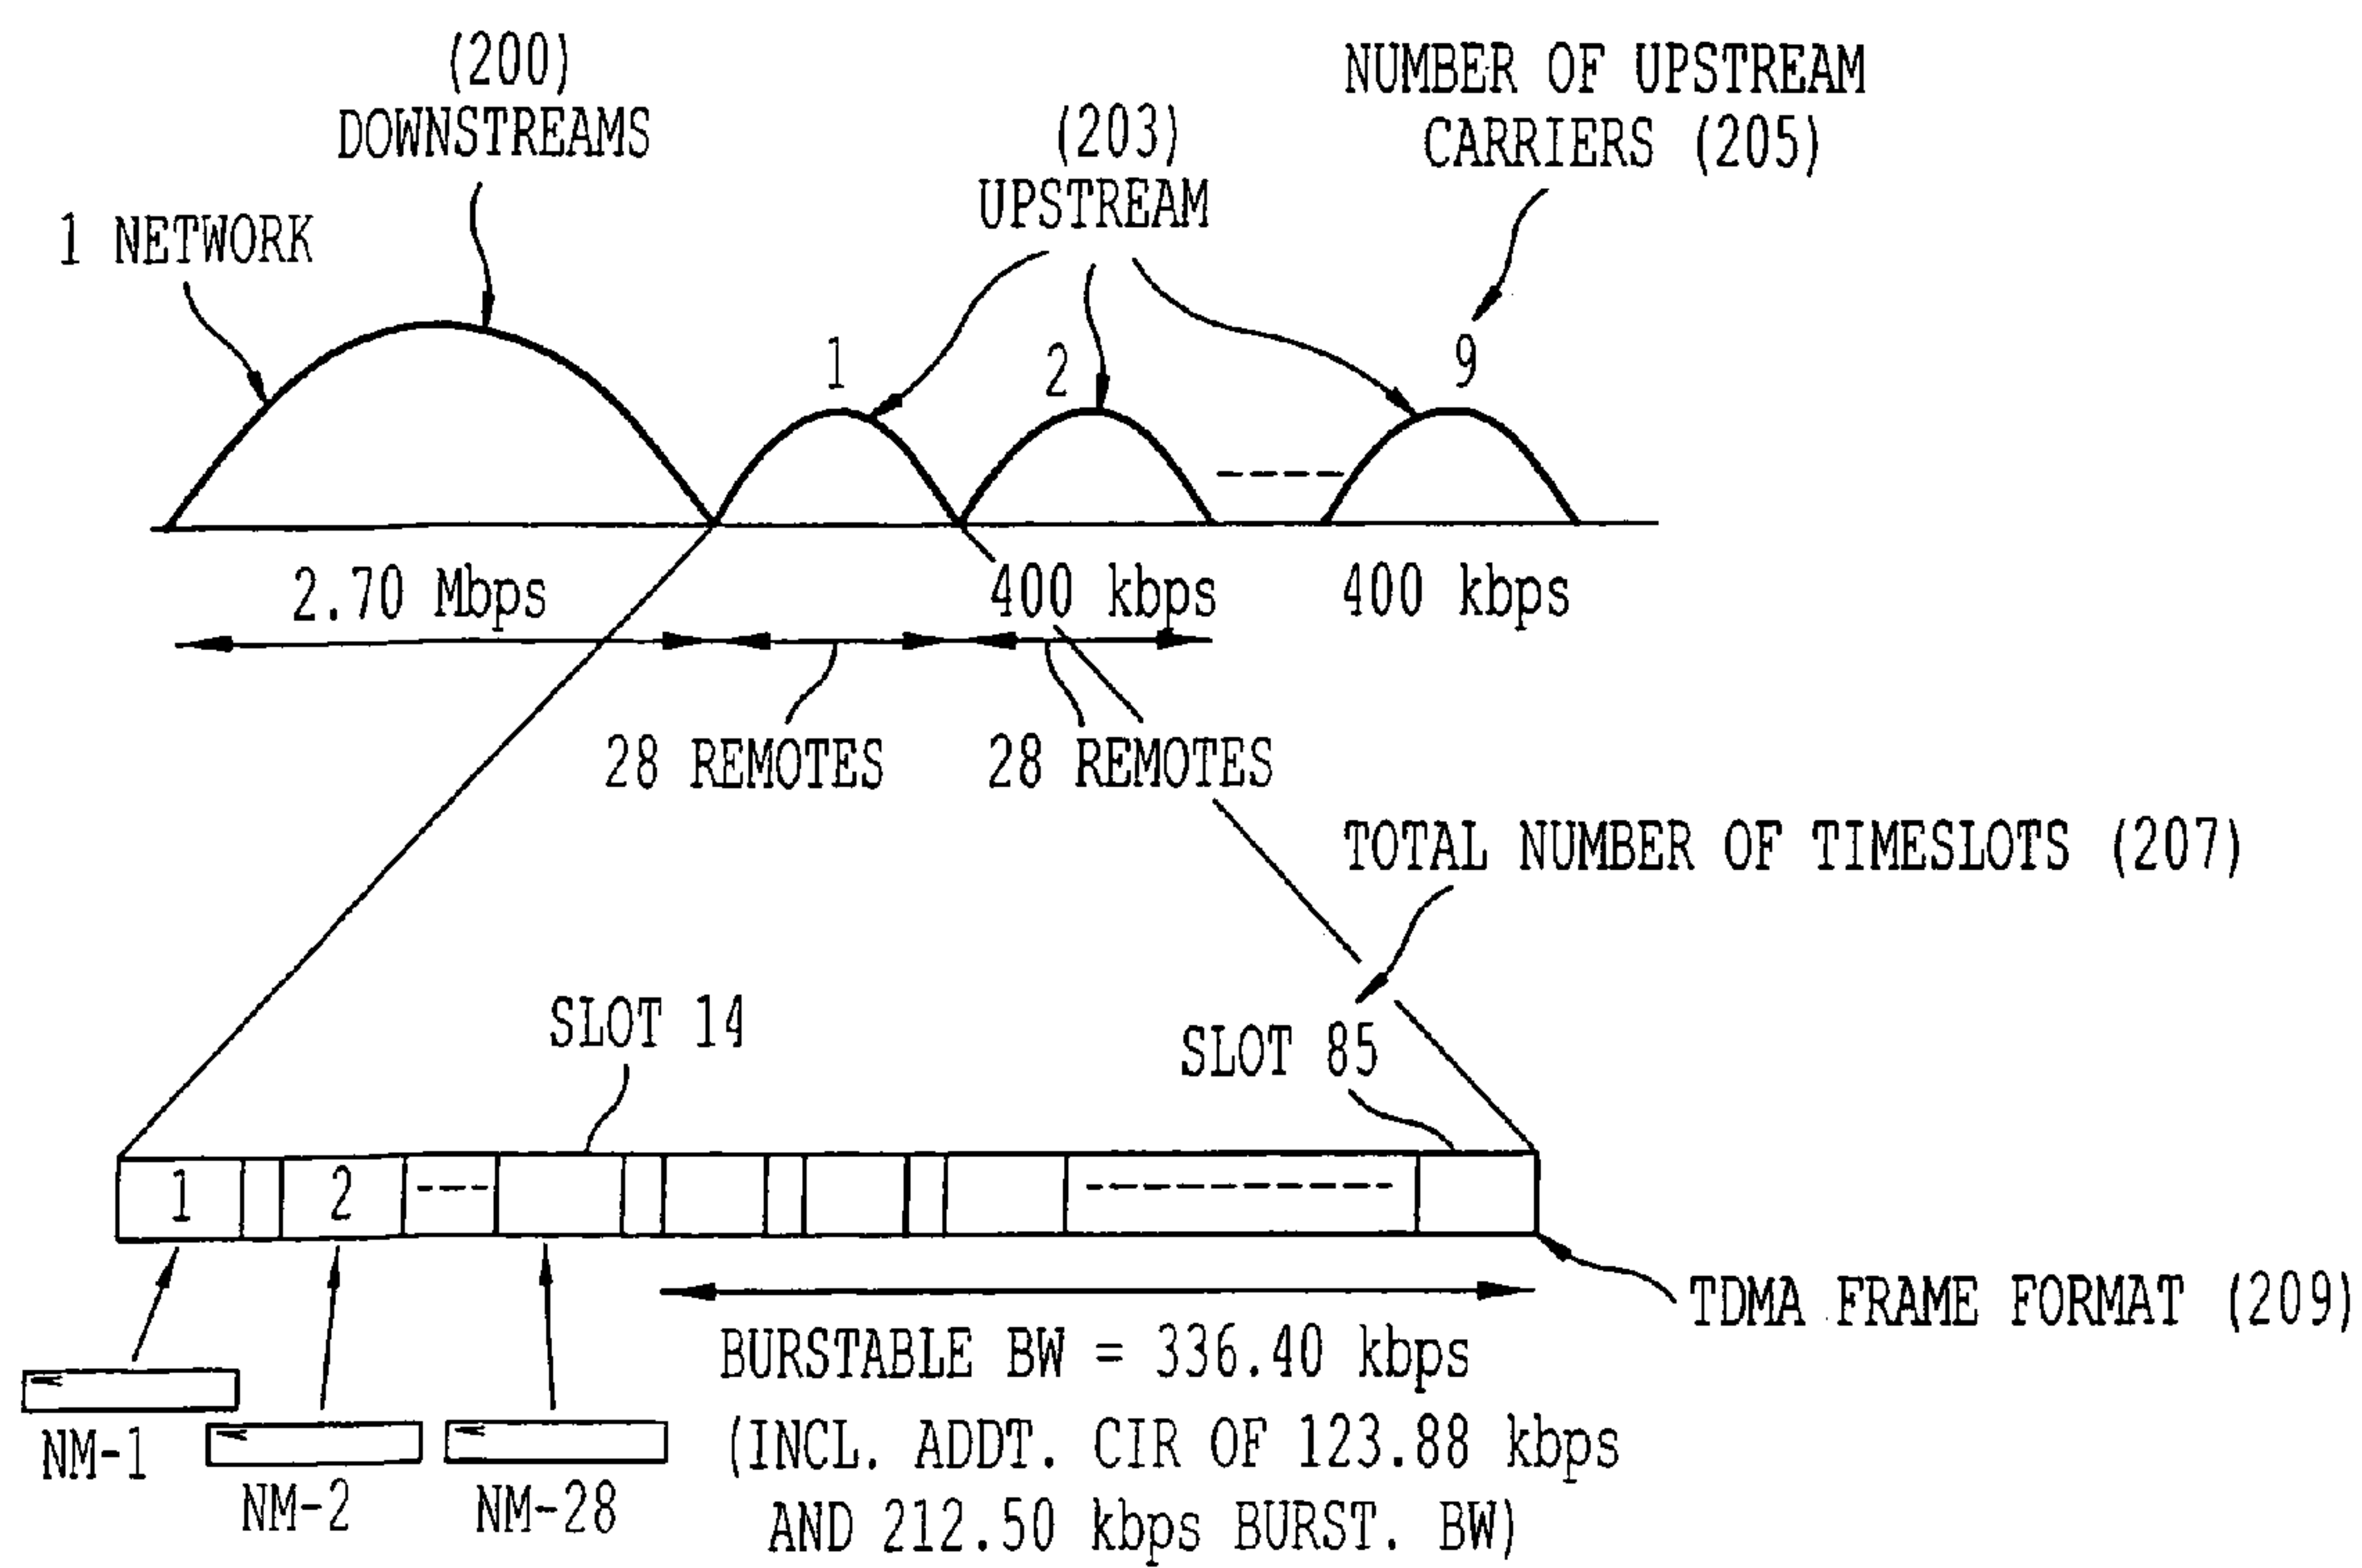 (200)
DOWNSTREAMS
NUMBER OF UPSTREAM
CARRIERS (205)
(203)
UPSTREAM
1 NETWORK
1
2
9
2.70 Mbps
400 kbps
400 kbps
28 REMOTES
28 REMOTES
TOTAL NUMBER OF TIMESLOTS (207)
SLOT 14
SLOT 85
1
2
TDMA FRAME FORMAT (209)
NM-1
NM-2
NM-28
BURSTABLE BW = 336.40 kbps
(INCL. ADDT. CIR OF 123.88 kbps
AND 212.50 kbps BURST. BW)